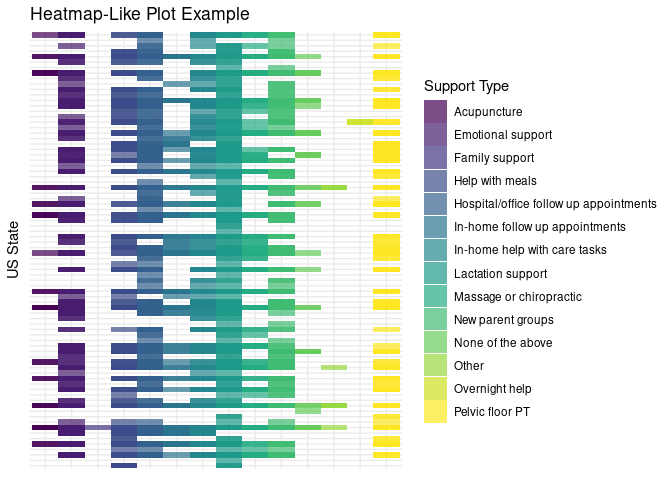 Heatmap-Like Plot Example
US State
Support Type
Acupuncture
Emotional support
Family support
Help with meals
Hospital/office follow up appointments
In-home follow up appointments
In-home help with care tasks
Lactation support
Massage or chiropractic
New parent groups
None of the above
Other
Overnight help
Pelvic floor PT